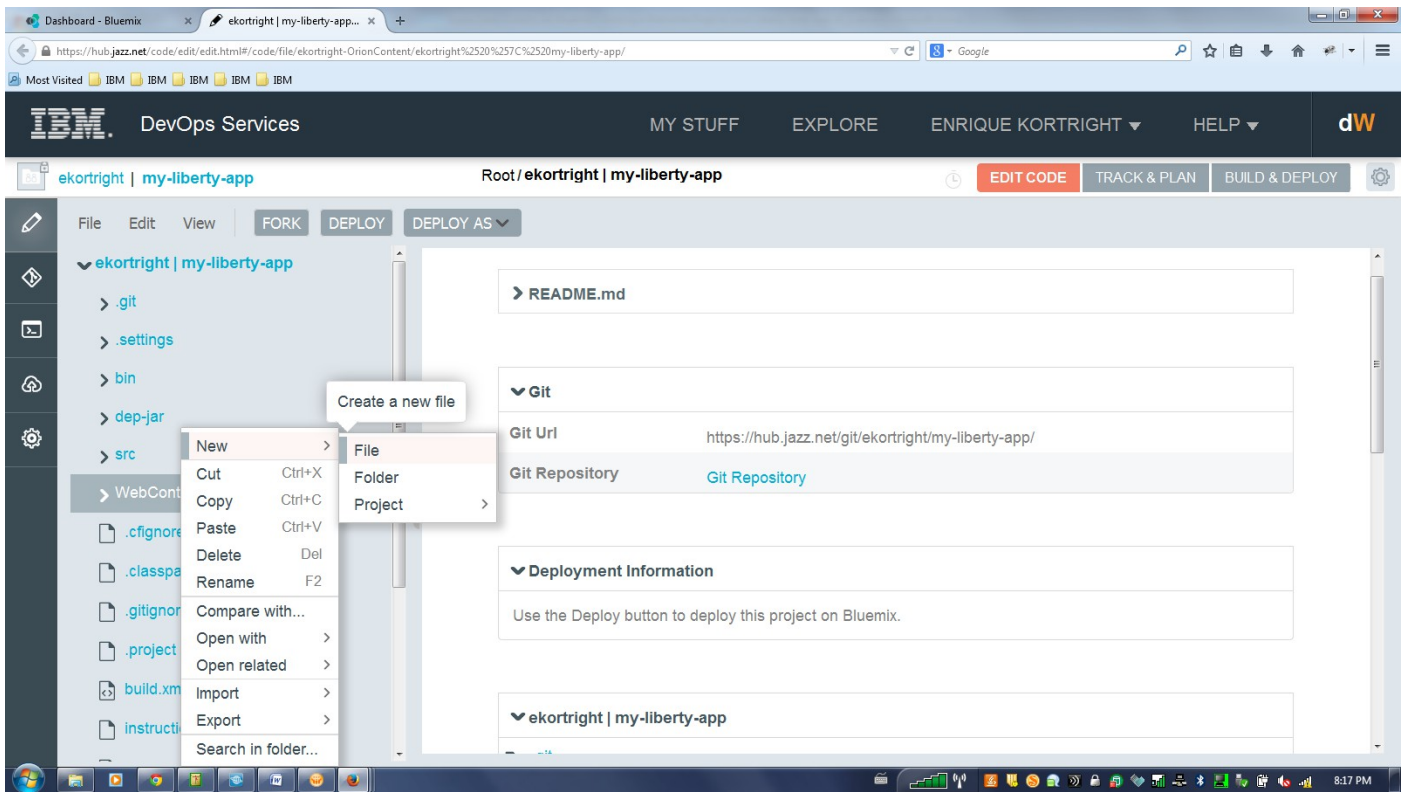 Dashboard - Bluemix × ekortright | my-liberty-app... × +
https://hub.jazz.net/code/edit/edit.html#/code/file/ekortright-OrionContent/ekortright%2520%257C%2520my-liberty-app/ Google
Most Visited IBM IBM IBM IBM IBM
IBM. DevOps Services MY STUFF EXPLORE ENRIQUE KORTRIGHT HELP dW
ekortright | my-liberty-app Root / ekortright | my-liberty-app EDIT CODE TRACK & PLAN BUILD & DEPLOY
File Edit View FORK DEPLOY DEPLOY AS
ekortright | my-liberty-app
.git
.settings
bin
dep-jar
src
WebCont
.cfignore
.classpa
.gitignor
.project
build.xm
instructi
Create a new file
New >
Cut Ctrl+X
Copy Ctrl+C
Paste Ctrl+V
Delete Del
Rename F2
Compare with...
Open with >
Open related >
Import >
Export >
Search in folder...
File
Folder
Project >
README.md
Git
Git Url https://hub.jazz.net/git/ekortright/my-liberty-app/
Git Repository Git Repository
Deployment Information
Use the Deploy button to deploy this project on Bluemix.
ekortright | my-liberty-app
8:17 PM